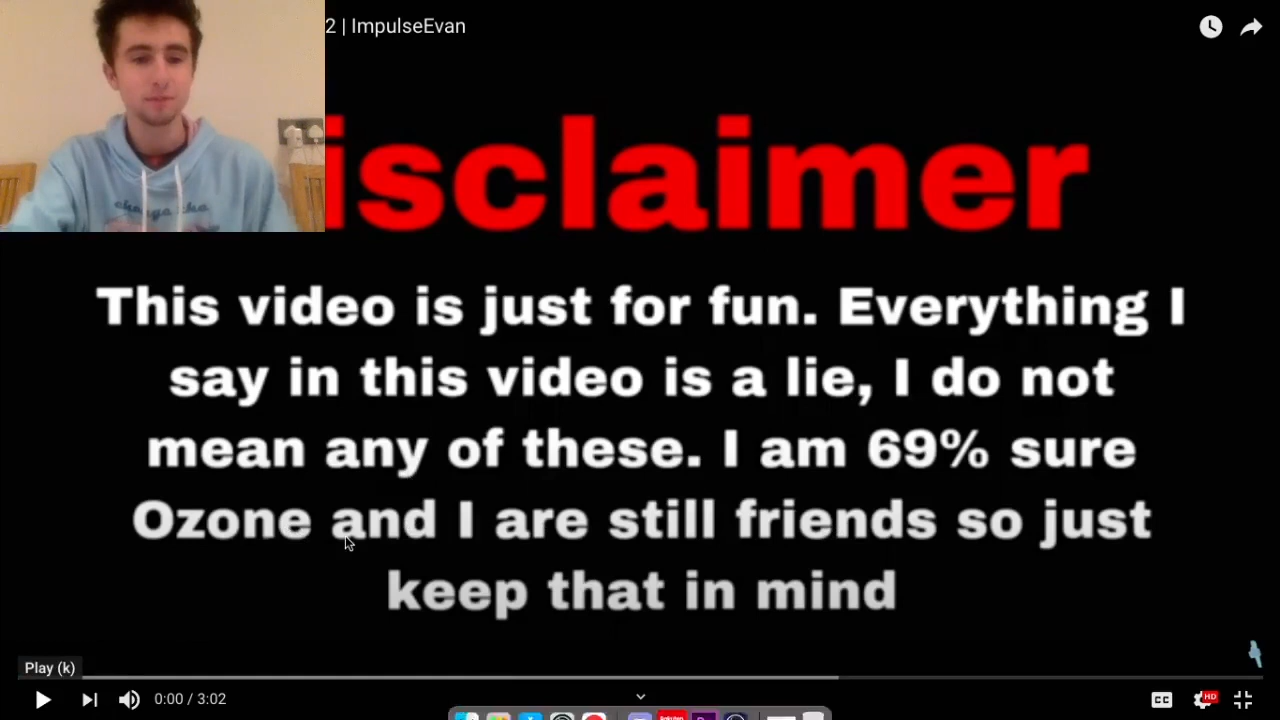 2 | ImpulseEvan
isclaimer
This video is just for fun. Everything I
say in this video is a lie, I do not
mean any of these. I am 69% sure
Ozone and I are still friends so just
keep that in mind
Play (k)
0:00 / 3:02
CC
HD